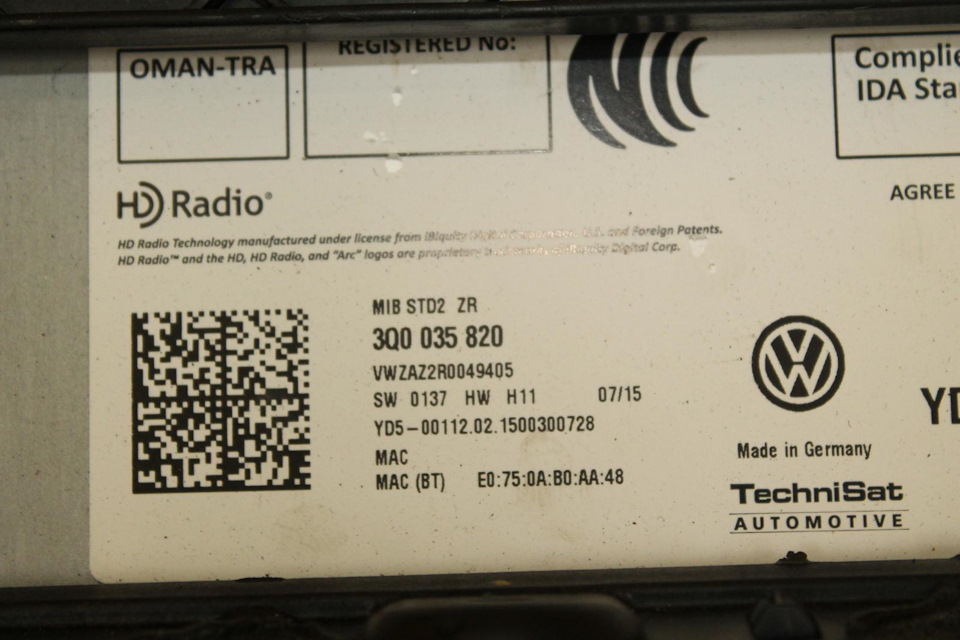 OMAN-TRA
REGISTERED No:
Complie
IDA Sta
HD Radio®
AGREE
HD Radio Technology manufactured under license from iBiquity Digital Corporation. U.S. and Foreign Patents.
HD Radio™ and the HD, HD Radio, and "Arc" logos are proprietary of iBiquity Digital Corp.
MIB STD2 ZR
3Q0 035 820
VWZAZ2R0049405
SW 0137 HW H11 07/15
YD5-00112.02.1500300728
MAC
MAC (BT) E0:75:0A:B0:AA:48
YD
Made in Germany
TechniSat
AUTOMOTIVE